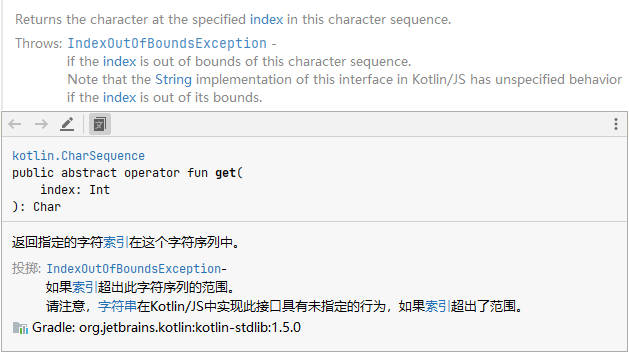 Returns the character at the specified index in this character sequence.
Throws: IndexOutOfBoundsException -
if the index is out of bounds of this character sequence.
Note that the String implementation of this interface in Kotlin/JS has unspecified behavior
if the index is out of its bounds.
kotlin.CharSequence
public abstract operator fun get(
index: Int
): Char
返回指定的字符索引在这个字符序列中。
投掷: IndexOutOfBoundsException-
如果索引超出此字符序列的范围。
请注意，字符串在Kotlin/JS中实现此接口具有未指定的行为，如果索引超出了范围。
Gradle: org.jetbrains.kotlin:kotlin-stdlib:1.5.0